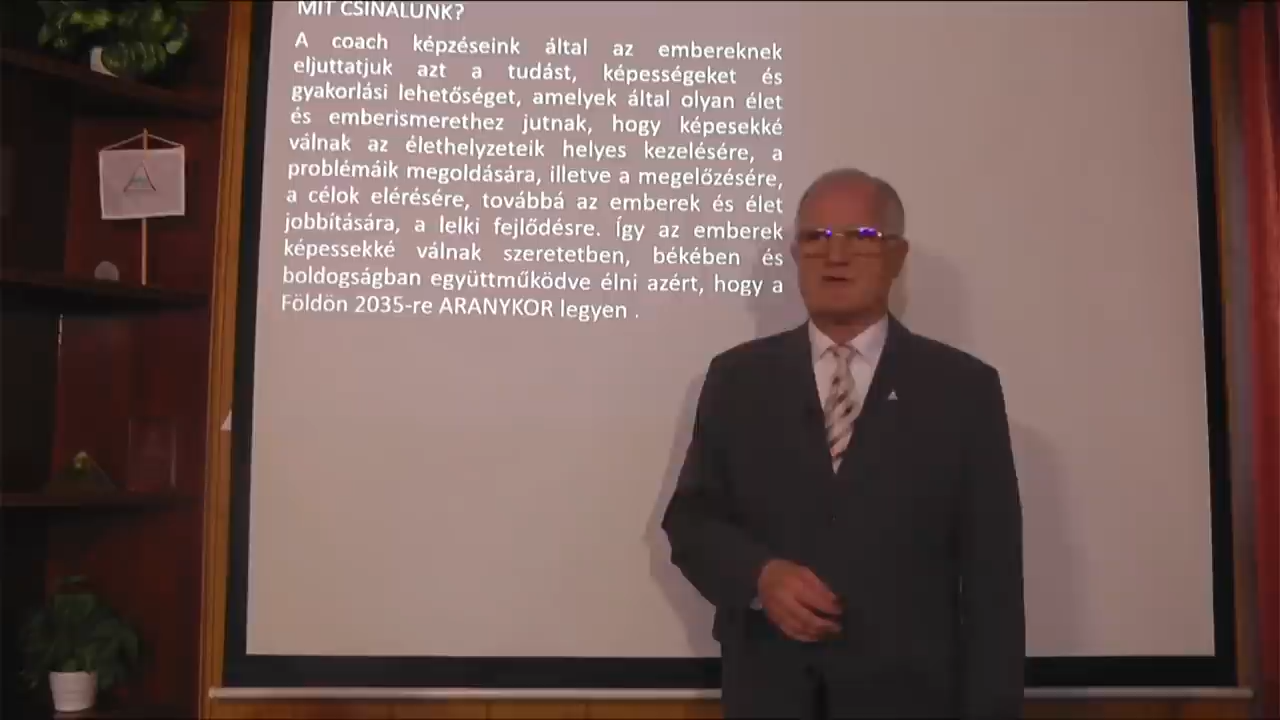 MIT CSINÁLUNK?
A coach képzéseink által az embereknek
eljuttatjuk azt a tudást, képességeket és
gyakorlási lehetőséget, amelyek által olyan élet
és emberismerethez jutnak, hogy képesekké
válnak az élethelyzeteik helyes kezelésére, a
problémáik megoldására, illetve a megelőzésére,
a célok elérésére, továbbá az emberek és élet
jobbítására, a lelki fejlődésre. Így az emberek
képessekké válnak szeretetben, békében és
boldogságban együttműködve élni azért, hogy a
Földön 2035-re ARANYKOR legyen .